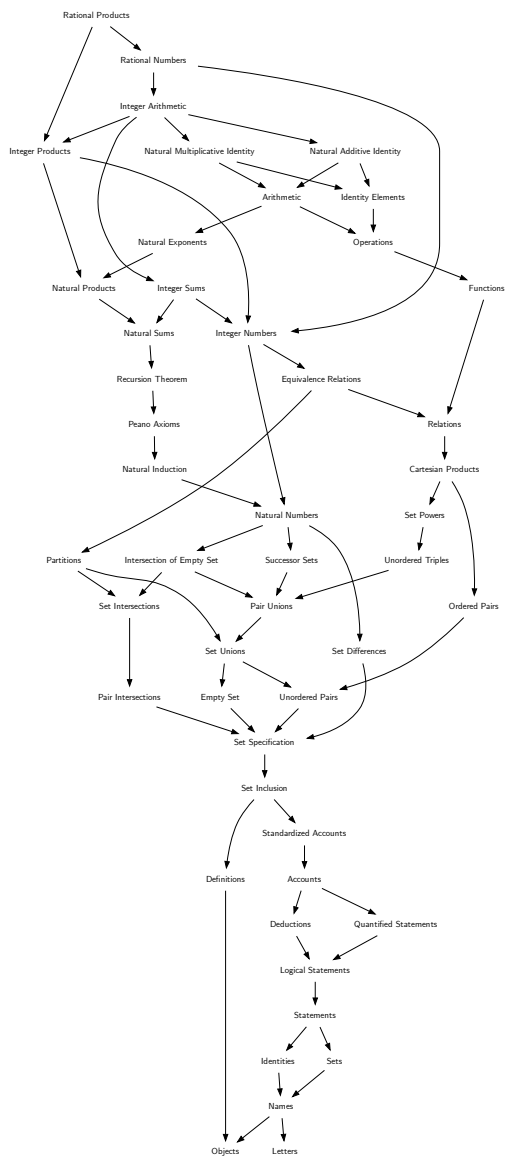 Rational Products
Rational Numbers
Integer Arithmetic
Integer Products
Natural Multiplicative Identity
Natural Additive Identity
Arithmetic
Identity Elements
Natural Exponents
Operations
Natural Products
Integer Sums
Functions
Natural Sums
Integer Numbers
Recursion Theorem
Equivalence Relations
Peano Axioms
Relations
Natural Induction
Cartesian Products
Natural Numbers
Set Powers
Partitions
Intersection of Empty Set
Successor Sets
Unordered Triples
Set Intersections
Pair Unions
Ordered Pairs
Set Unions
Set Differences
Pair Intersections
Empty Set
Unordered Pairs
Set Specification
Set Inclusion
Standardized Accounts
Definitions
Accounts
Deductions
Quantified Statements
Logical Statements
Statements
Identities
Sets
Names
Objects
Letters